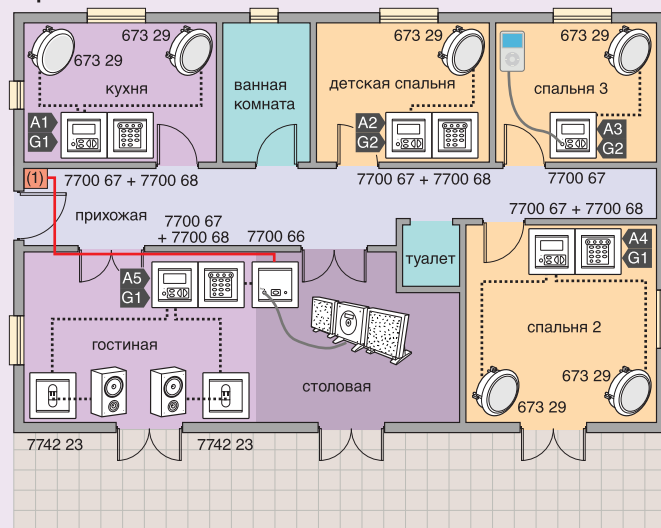 673 29
673 29
кухня
A1
G1
ванная
комната
673 29
детская спальня
A2
G2
673 29
спальня 3
A3
G2
(1)
7700 67 + 7700 68
7700 67 + 7700 68
7700 67
прихожая
7700 67
+ 7700 68
7700 66
7700 67 + 7700 68
туалет
A4
G1
A5
G1
гостиная
столовая
спальня 2
673 29
673 29
7742 23
7742 23